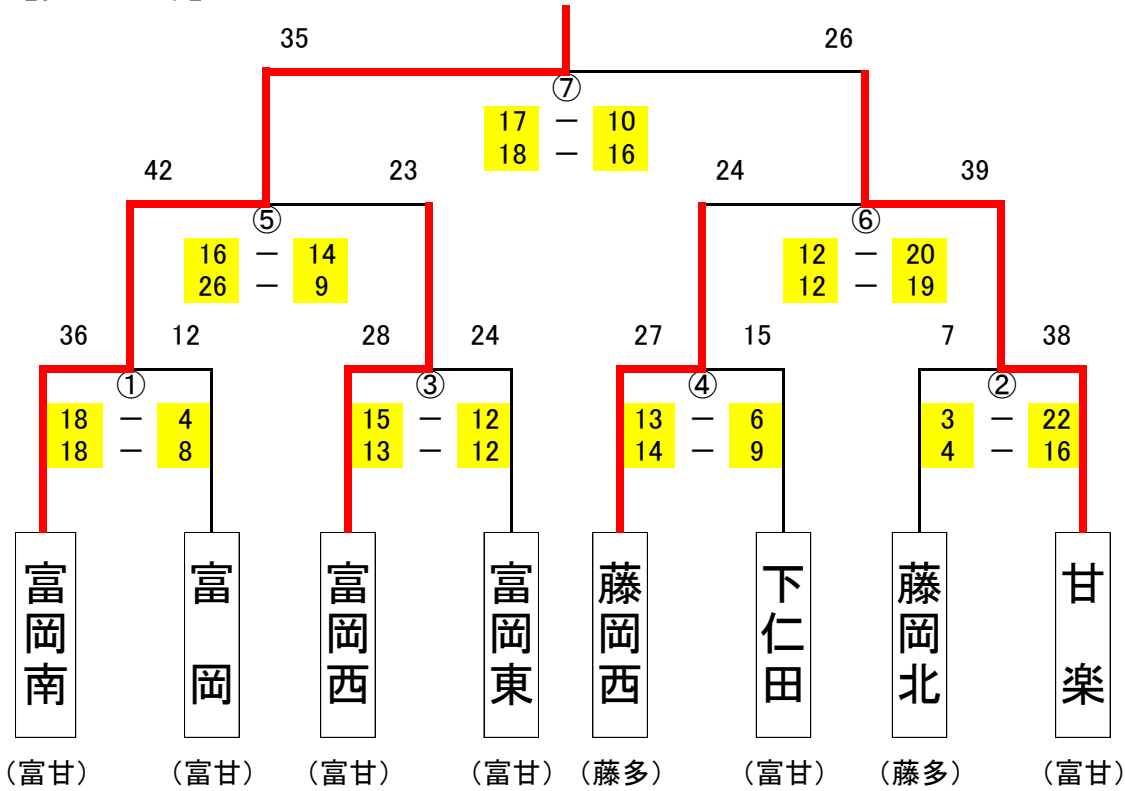 35 26
⑦
17 － 10
18 － 16
42 23 24 39
⑤ ⑥
16 － 14 12 － 20
26 － 9 12 － 19
36 12 28 24 27 15 7 38
① ③ ④ ②
18 － 4 15 － 12 13 － 6 3 － 22
18 － 8 13 － 12 14 － 9 4 － 16
富岡南 富岡 富岡西 富岡東 藤岡西 下仁田 藤岡北 甘楽
（富甘） （富甘） （富甘） （富甘） （藤多） （富甘） （藤多） （富甘）